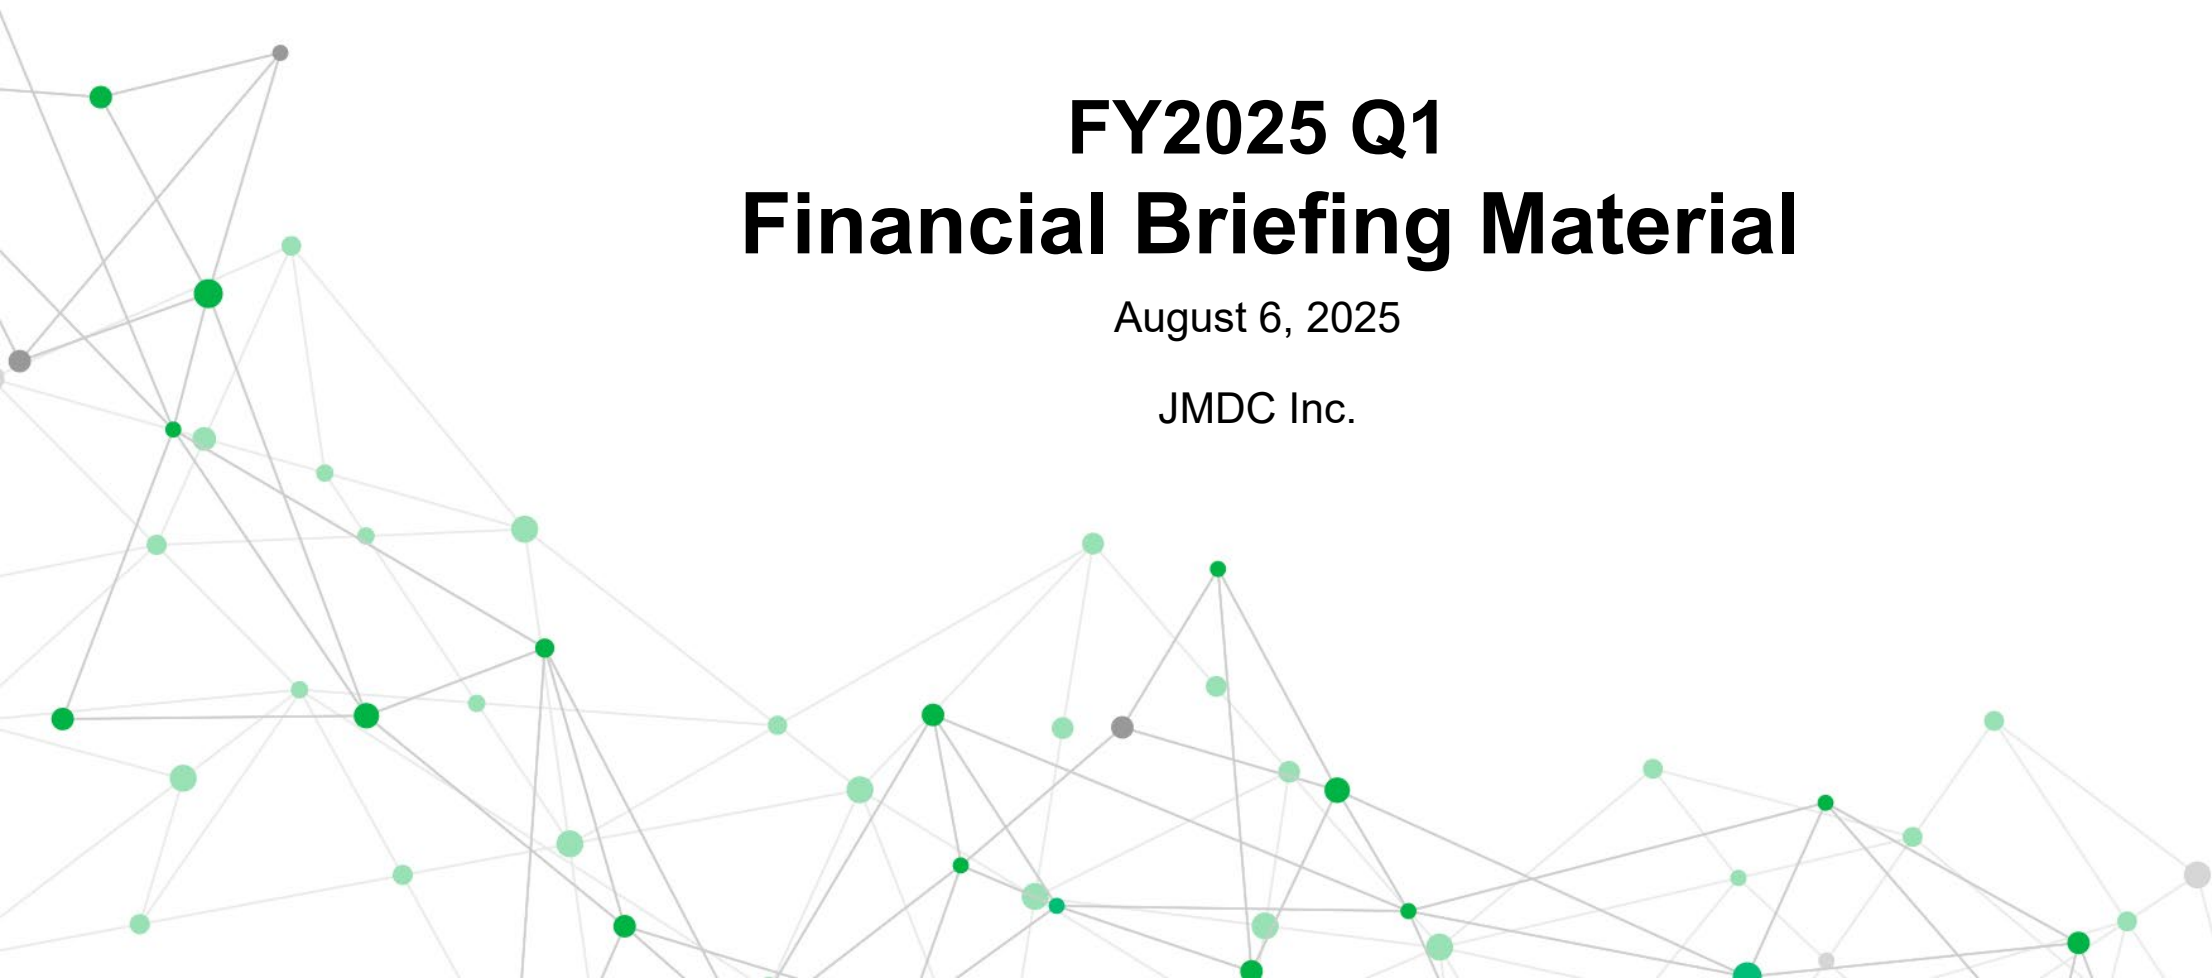 FY2025 Q1
Financial Briefing Material
August 6, 2025
JMDC Inc.